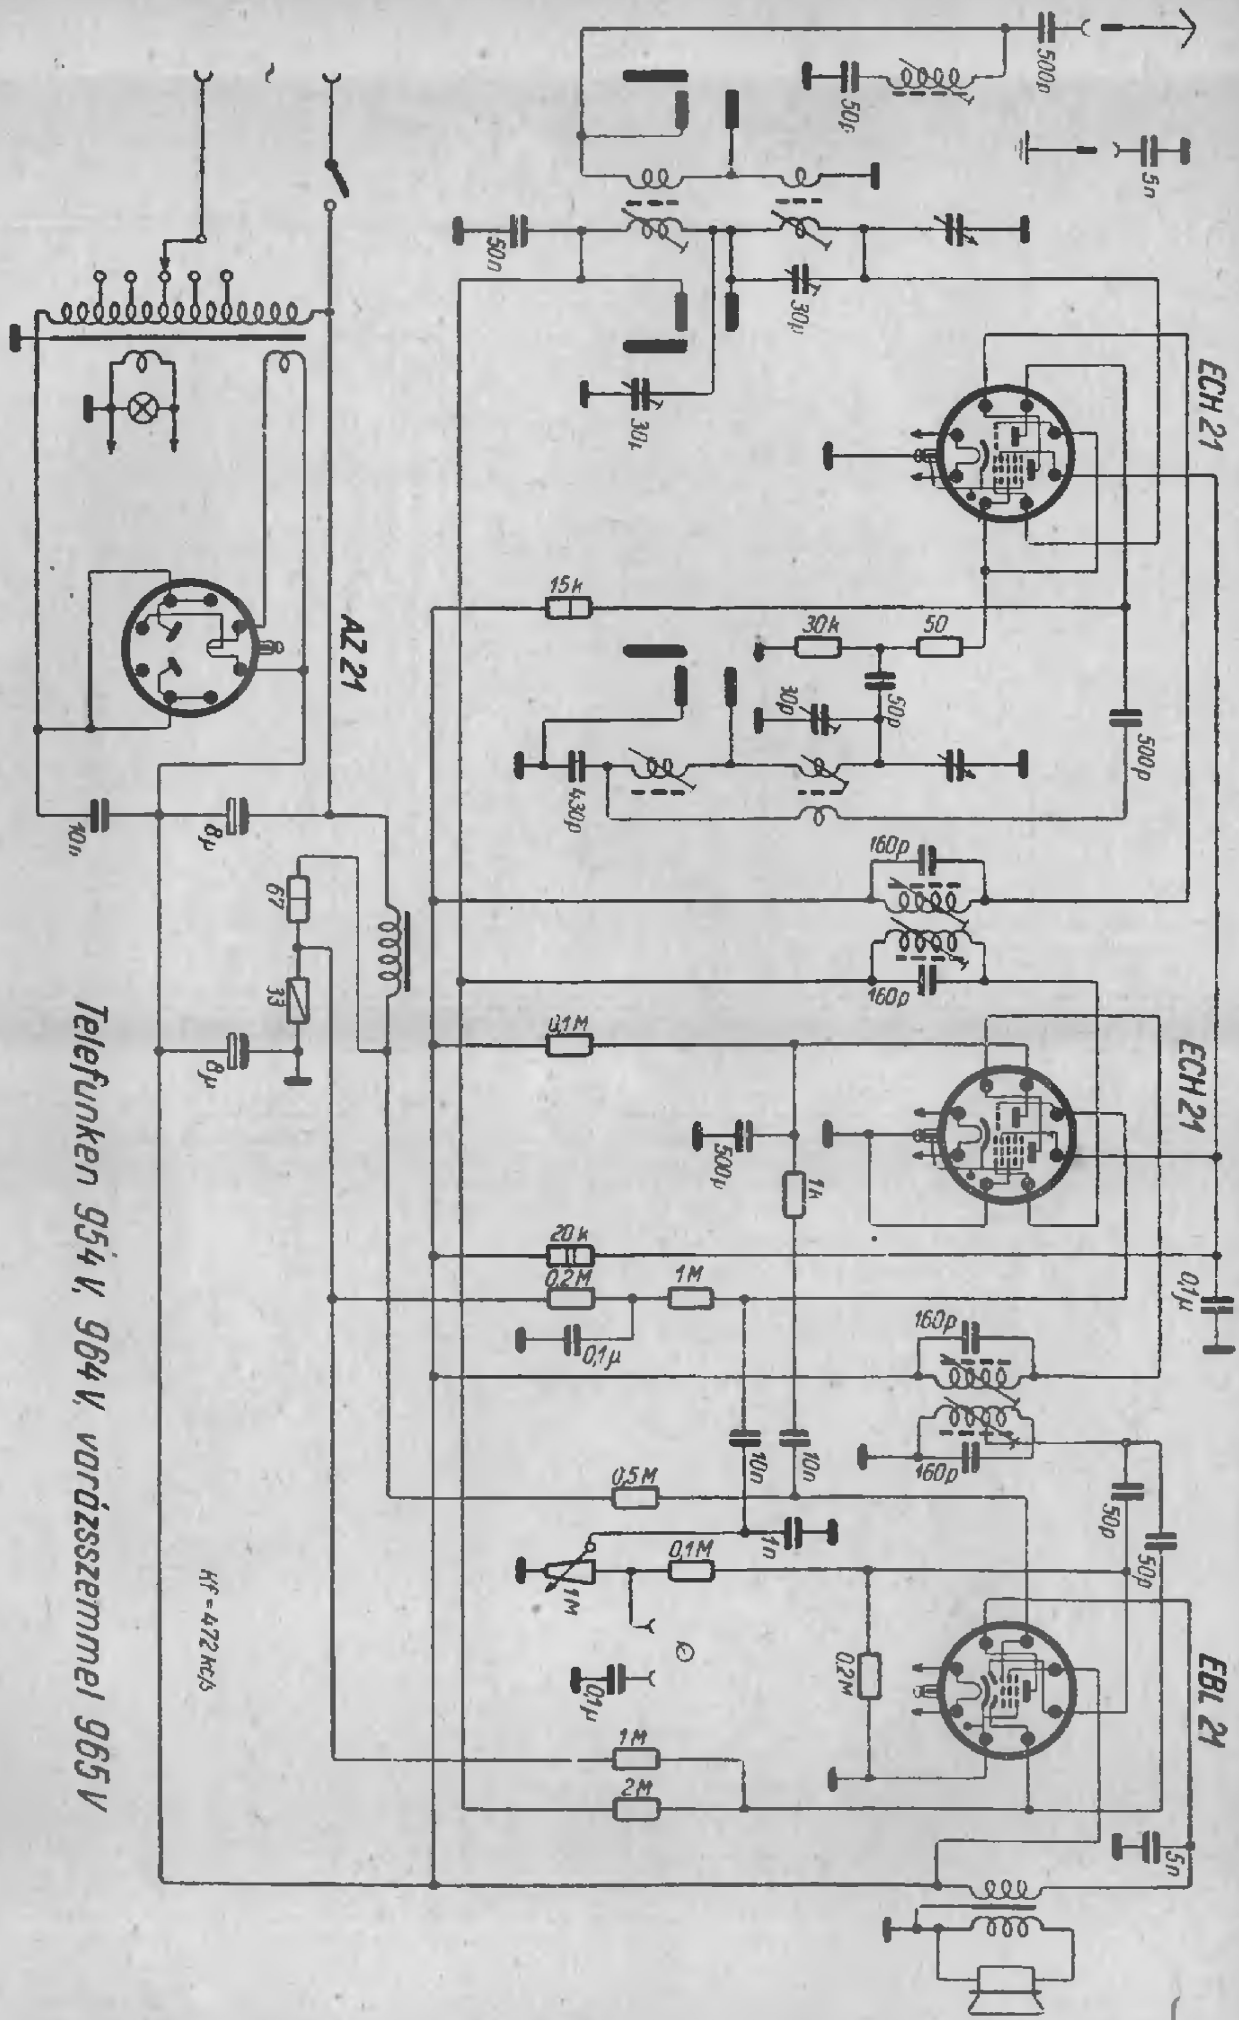 500p
50p
5n
50n
30p
ECH 21
15k
30k
50
50p
30p
500p
430p
AZ 21
10n
8μ
67
33
8μ
160p
160p
0,1M
ECH 21
500p
1k
20k
0,2M
1M
0,1μ
0,1μ
160p
160p
10n
10n
0,5M
1n
0,1M
1M
50p
50p
0,2M
EBL 21
0,1μ
1M
2M
5n
Telefunken 954 V, 964 V, varázsszemmel 965 V
Kf = 472 kc/s